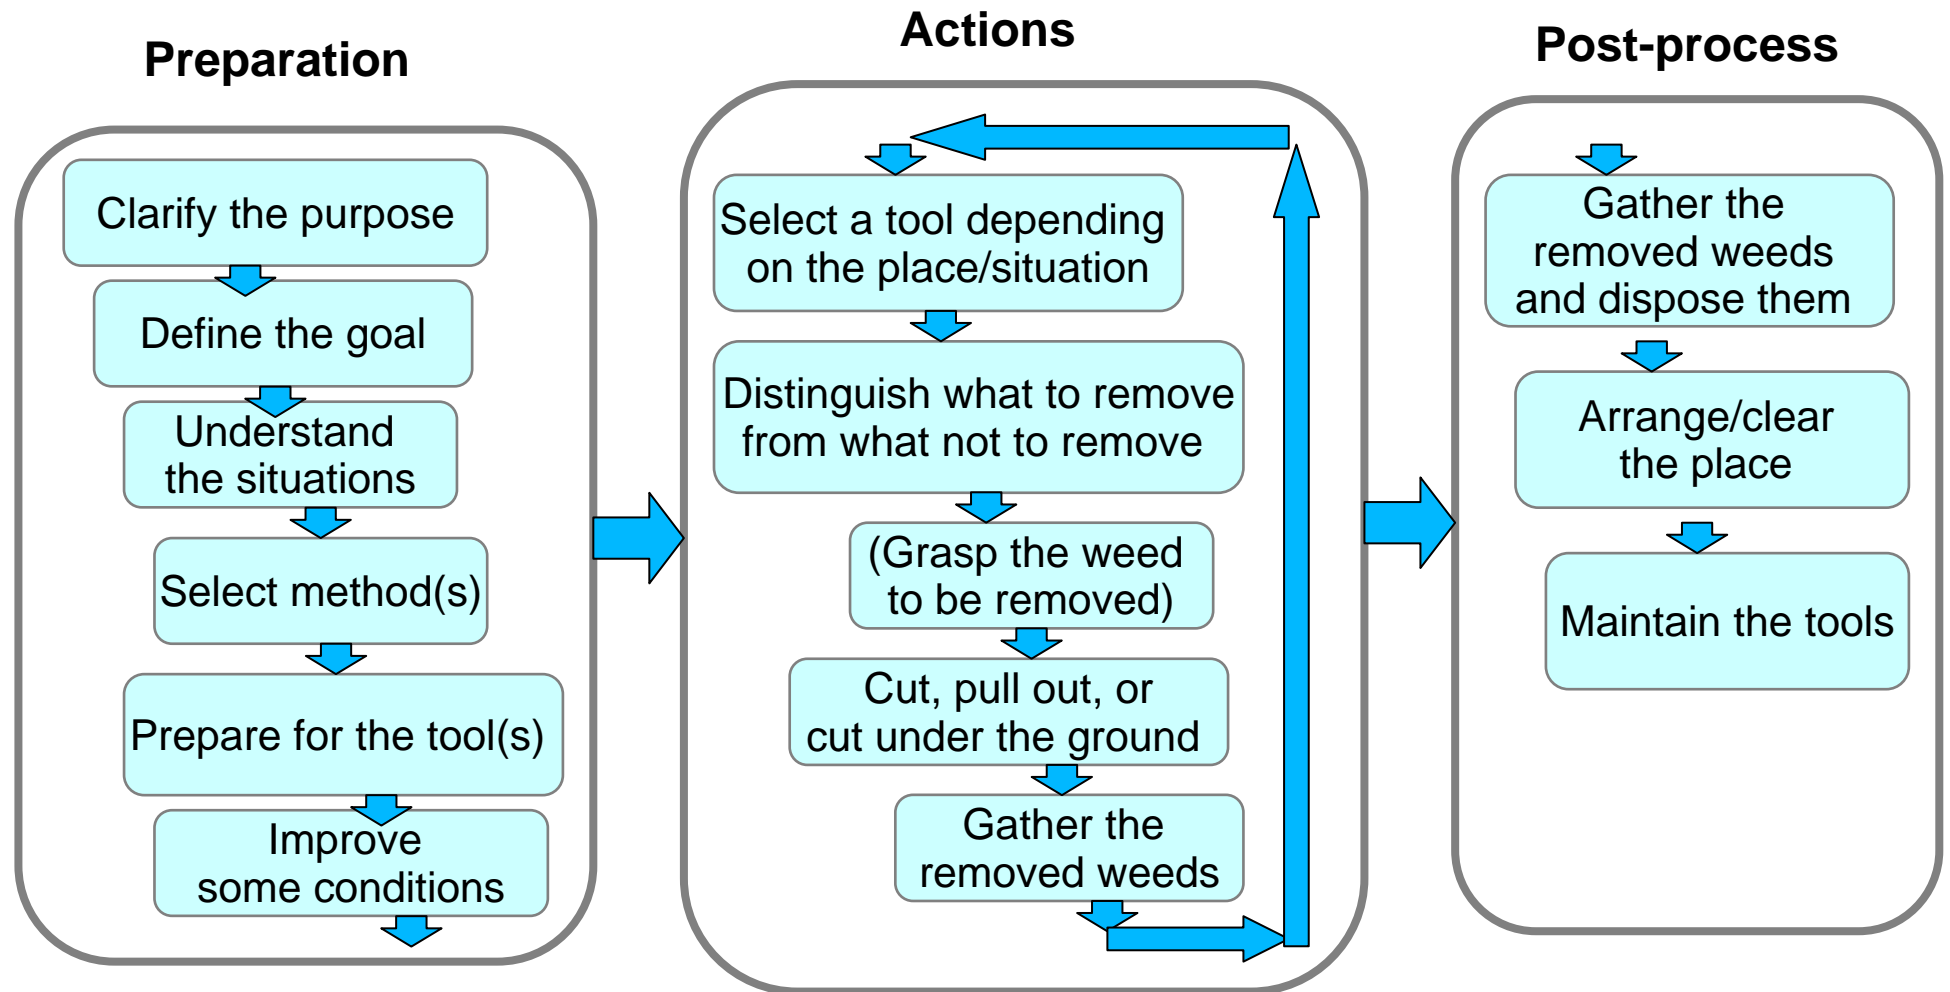 Preparation
Clarify the purpose
Define the goal
Understand
the situations
Select method(s)
Prepare for the tool(s)
Improve
some conditions
Actions
Select a tool depending
on the place/situation
Distinguish what to remove
from what not to remove
(Grasp the weed
to be removed)
Cut, pull out, or
cut under the ground
Gather the
removed weeds
Post-process
Gather the
removed weeds
and dispose them
Arrange/clear
the place
Maintain the tools